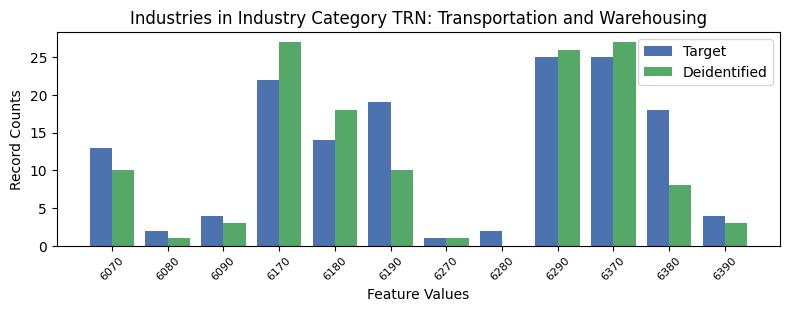 Industries in Industry Category TRN: Transportation and Warehousing
Target
Deidentified
Record Counts
25
20
15
10
5
0
6070 6080 6090 6170 6180 6190 6270 6280 6290 6370 6380 6390
Feature Values